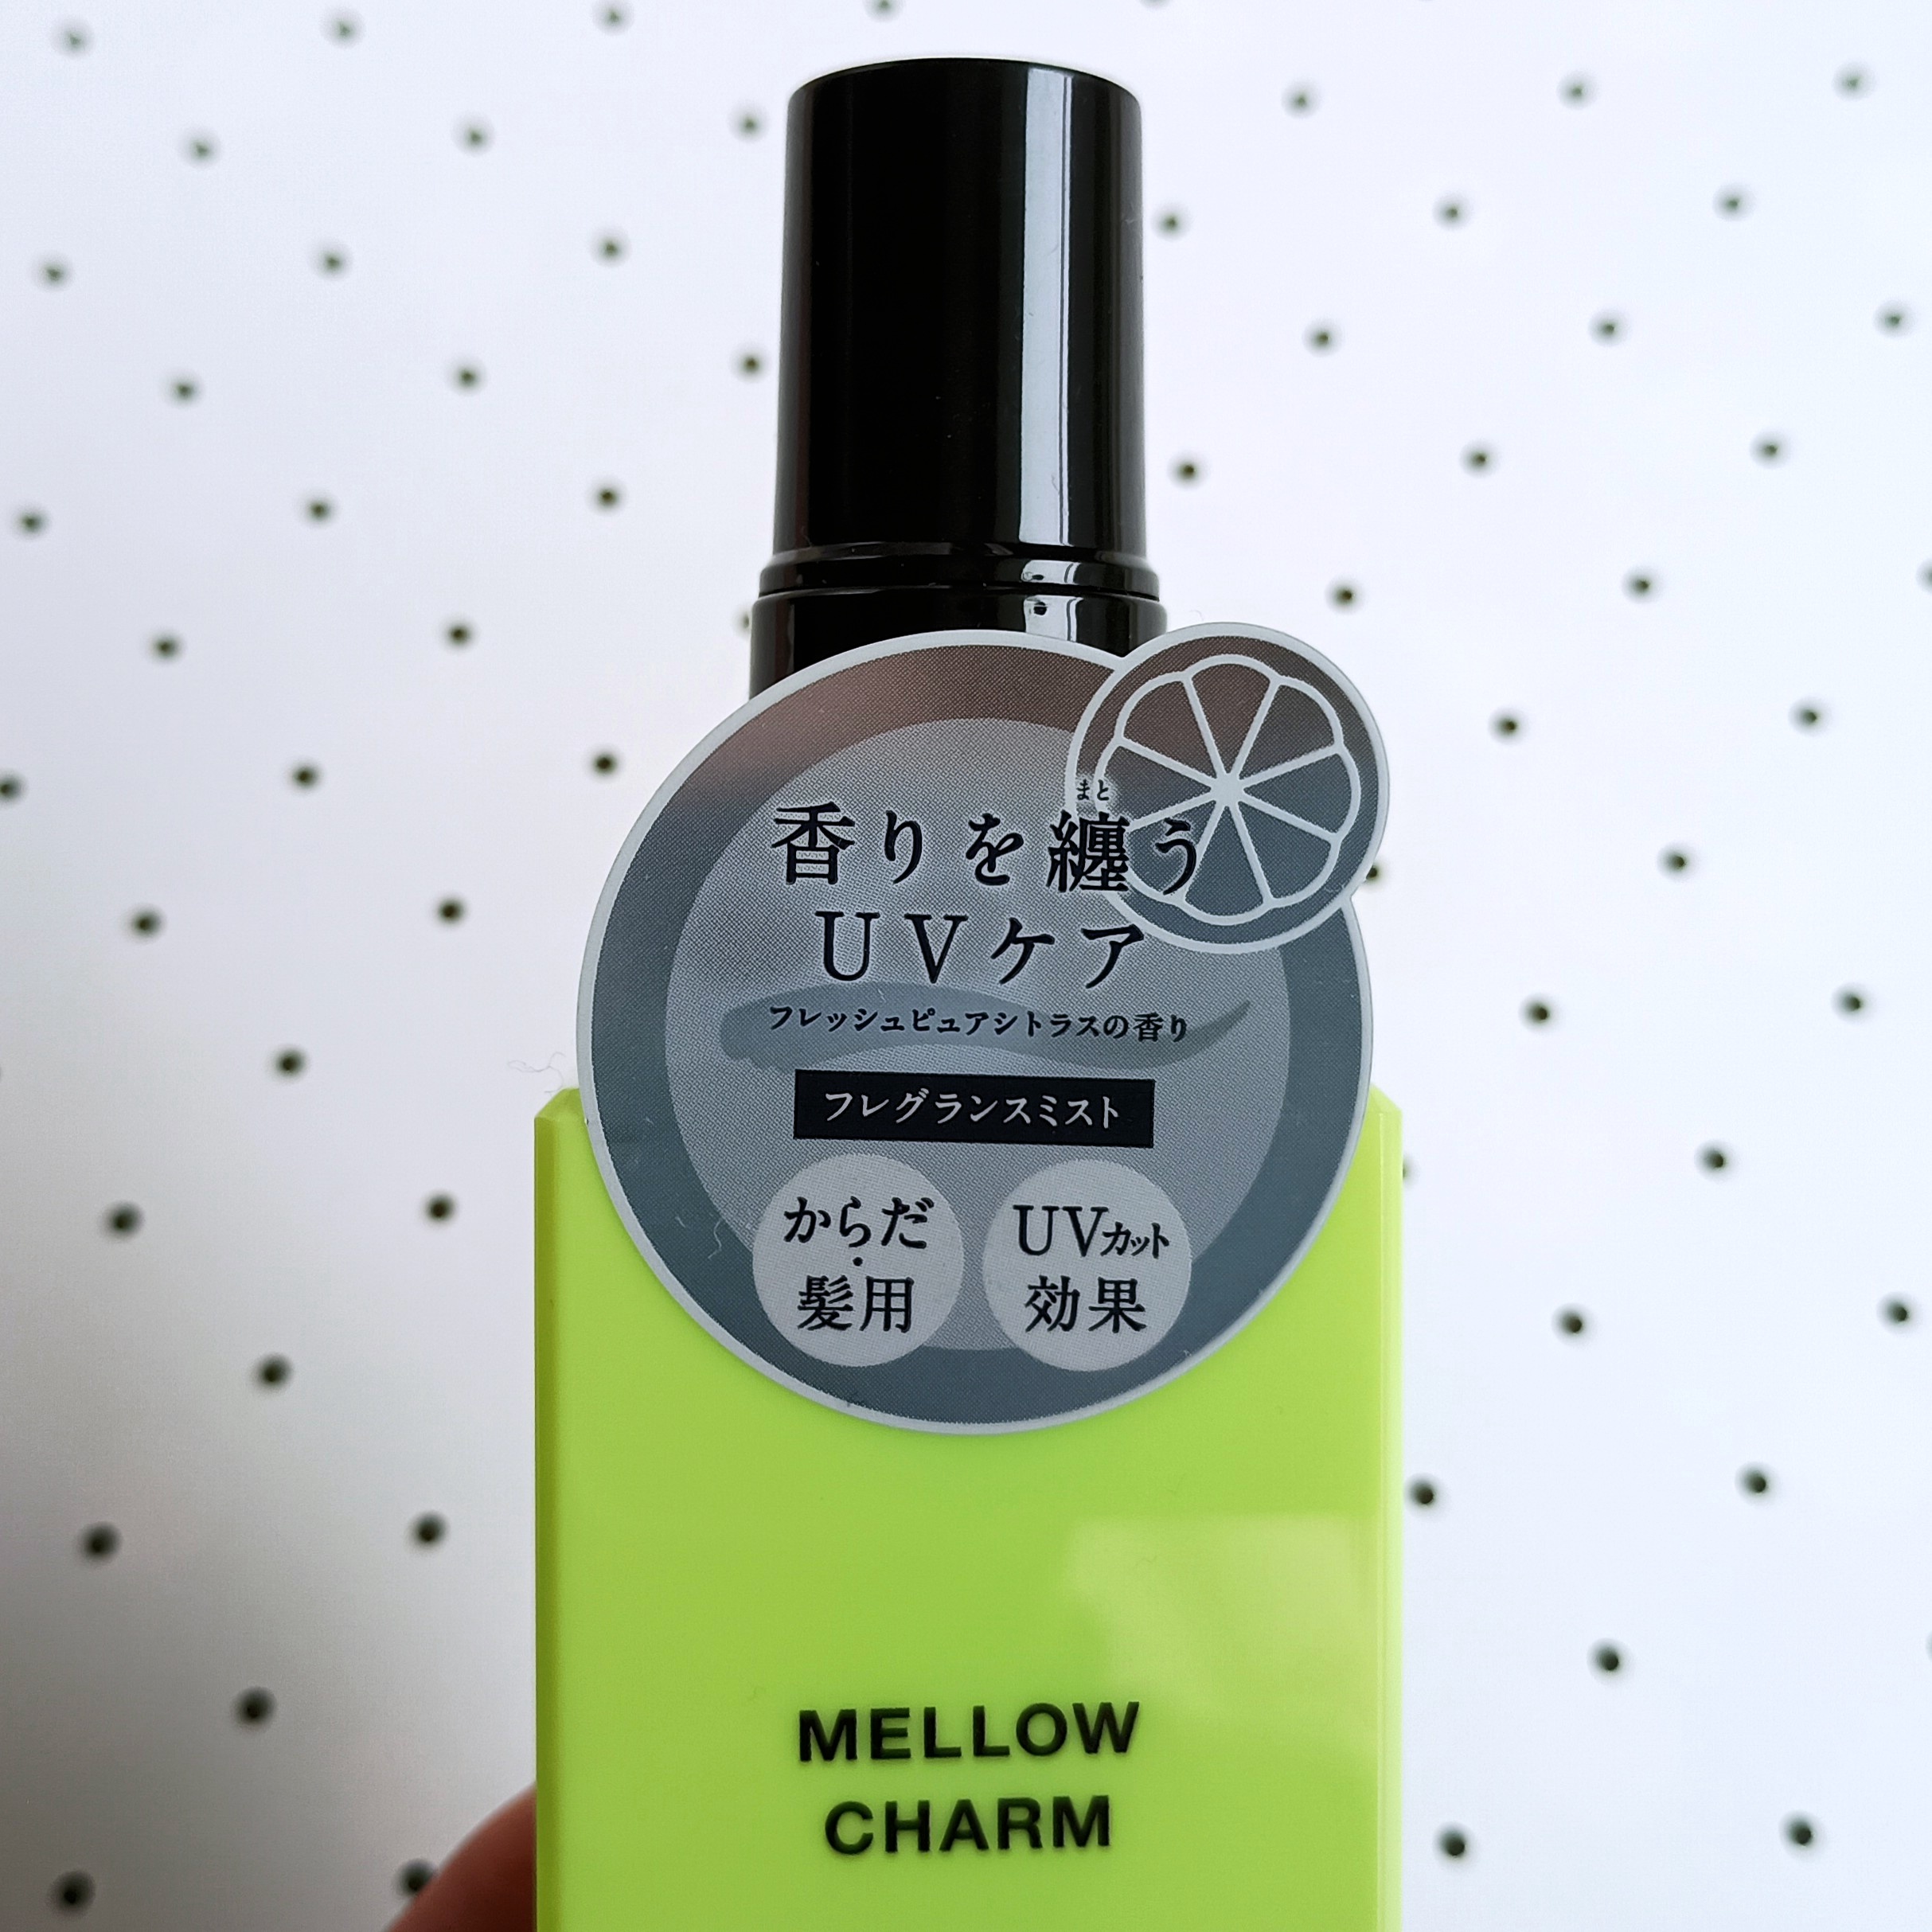 香りを纏う
まと
UVケア
フレッシュピュアシトラスの香り
フレグランスミスト
からだ
・
髪用
UVカット
効果
MELLOW
CHARM